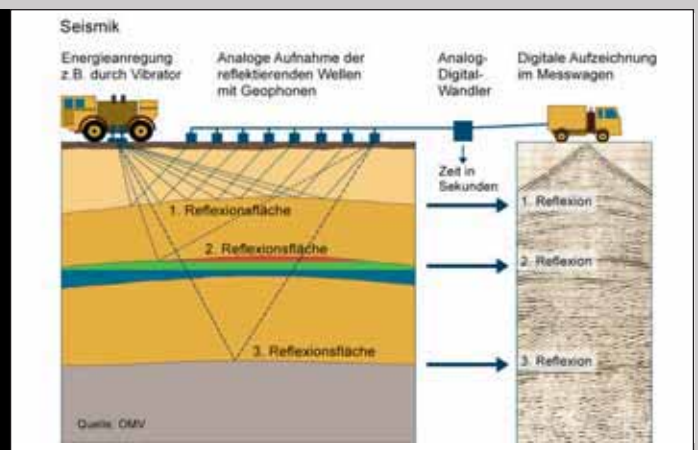 Seismik
Energieanregung
z.B. durch Vibrator
Analoge Aufnahme der
reflektierenden Wellen
mit Geophonen
Analog-
Digital-
Wandler
Digitale Aufzeichnung
im Messwagen
Zeit in
Sekunden
1. Reflexionsfläche
1. Reflexion
2. Reflexionsfläche
2. Reflexion
3. Reflexionsfläche
3. Reflexion
Quelle: OMV